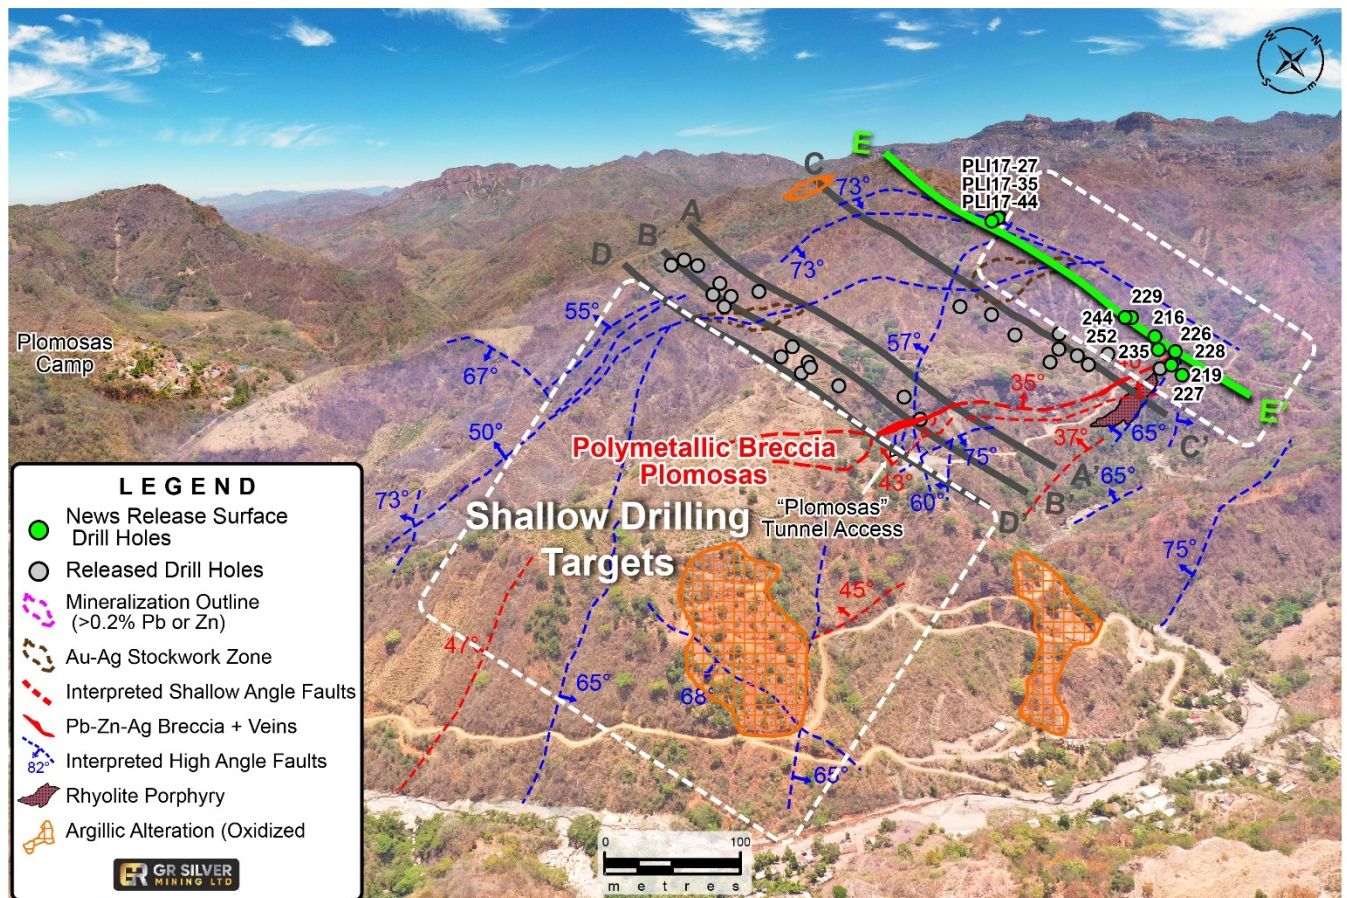 N
W
E
S
E
C
PLI17-27
PLI17-35
PLI17-44
73°
A
B
D
73°
229
244
216
55°
252
226
57°
235
228
Plomosas
Camp
67°
35°
219
227
E'
50°
37°
65°
C'
Polymetallic Breccia
Plomosas
75°
A'
43°
65°
B'
60°
"Plomosas"
Tunnel Access
D'
73°
Shallow Drilling
Targets
75°
45°
47°
65°
68°
65°
LEGEND
News Release Surface
Drill Holes
Released Drill Holes
Mineralization Outline
(>0.2% Pb or Zn)
Au-Ag Stockwork Zone
Interpreted Shallow Angle Faults
Pb-Zn-Ag Breccia + Veins
82°
Interpreted High Angle Faults
Rhyolite Porphyry
Argillic Alteration (Oxidized
GR GR SILVER
MINING LTD
0 100
metres